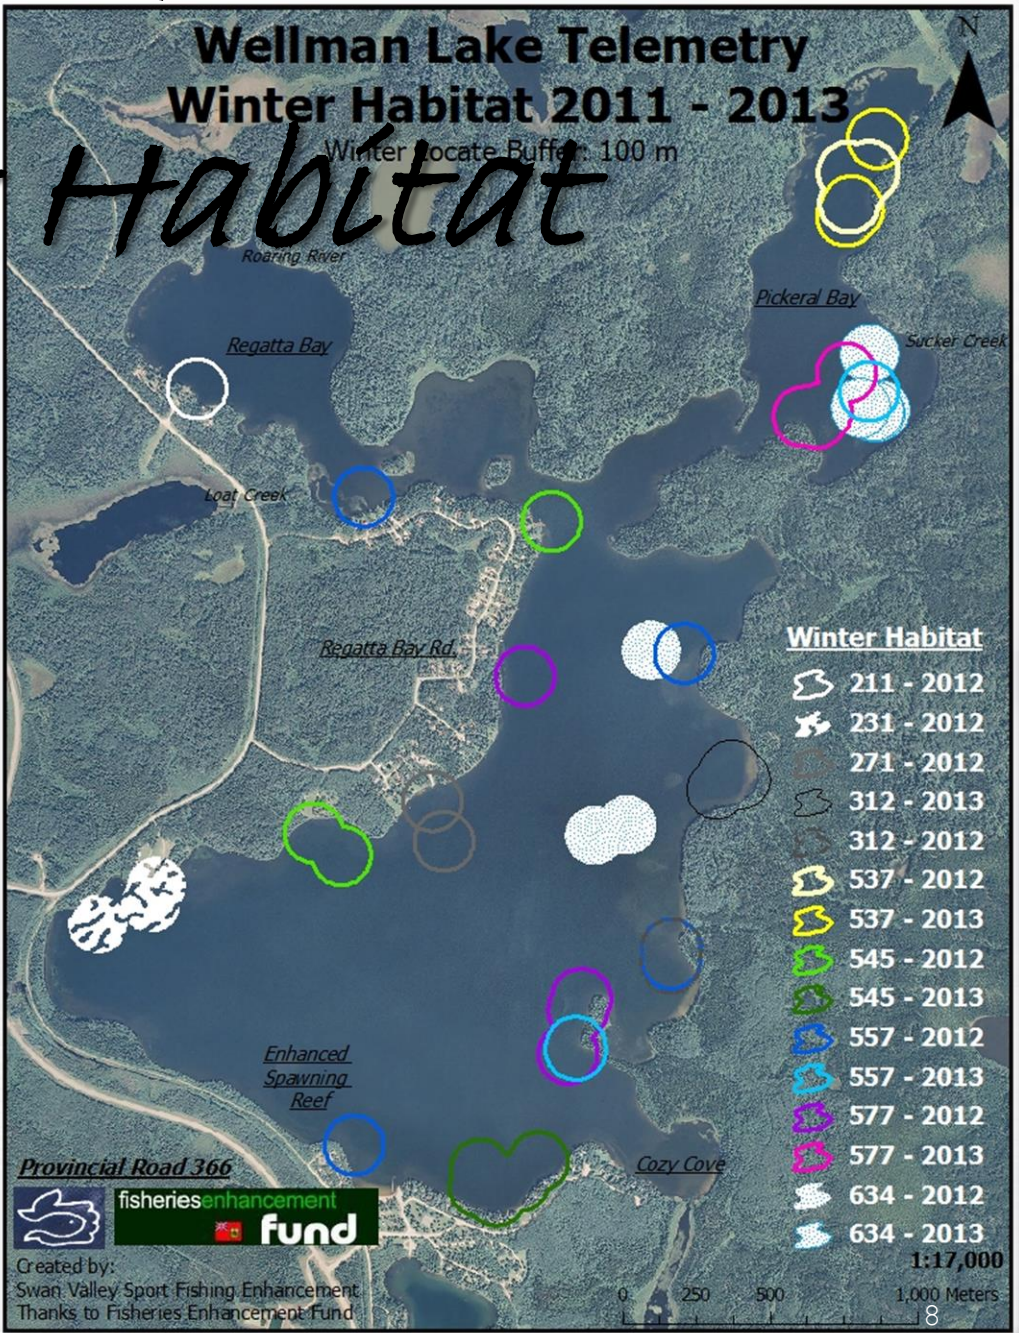 Wellman Lake Telemetry
Winter Habitat 2011 - 2013
Winter Locate Buffer: 100 m
Habitat
N
Roaring River
Pickeral Bay
Regatta Bay
Sucker Creek
Loat Creek
Regatta Bay Rd.
Winter Habitat
211 - 2012
231 - 2012
271 - 2012
312 - 2013
312 - 2012
537 - 2012
537 - 2013
545 - 2012
545 - 2013
557 - 2012
557 - 2013
577 - 2012
577 - 2013
634 - 2012
634 - 2013
Enhanced
Spawning
Reef
Cozy Cove
Provincial Road 366
fisheriesenhancement
fund
Created by:
Swan Valley Sport Fishing Enhancement
Thanks to Fisheries Enhancement Fund
1:17,000
0 250 500 1,000 Meters
8